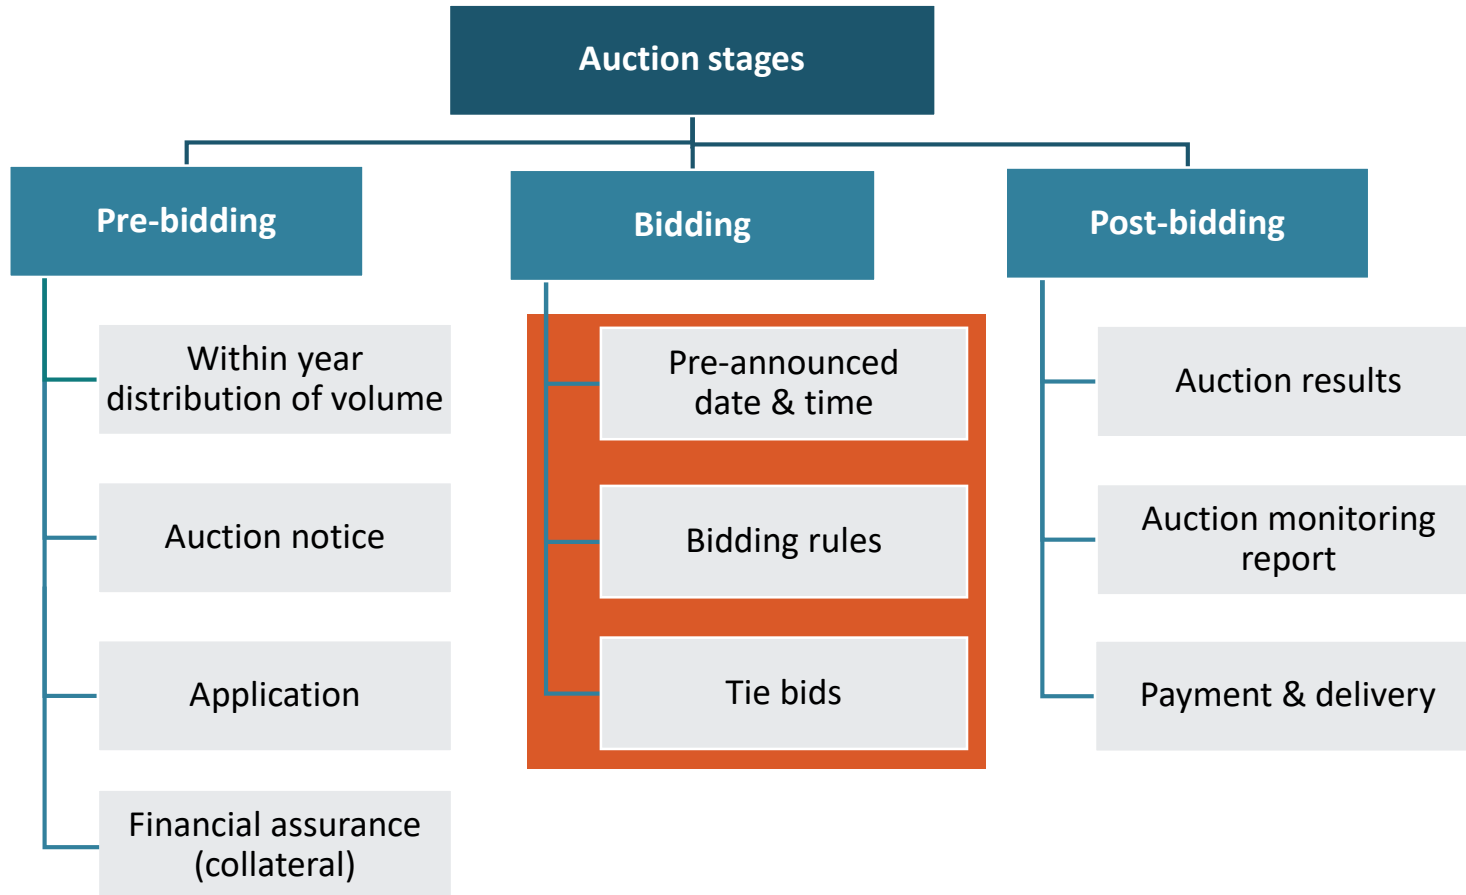 Auction stages
Pre-bidding
Within year
distribution of volume
Auction notice
Application
Financial assurance
(collateral)
Bidding
Pre-announced
date & time
Bidding rules
Tie bids
Post-bidding
Auction results
Auction monitoring
report
Payment & delivery